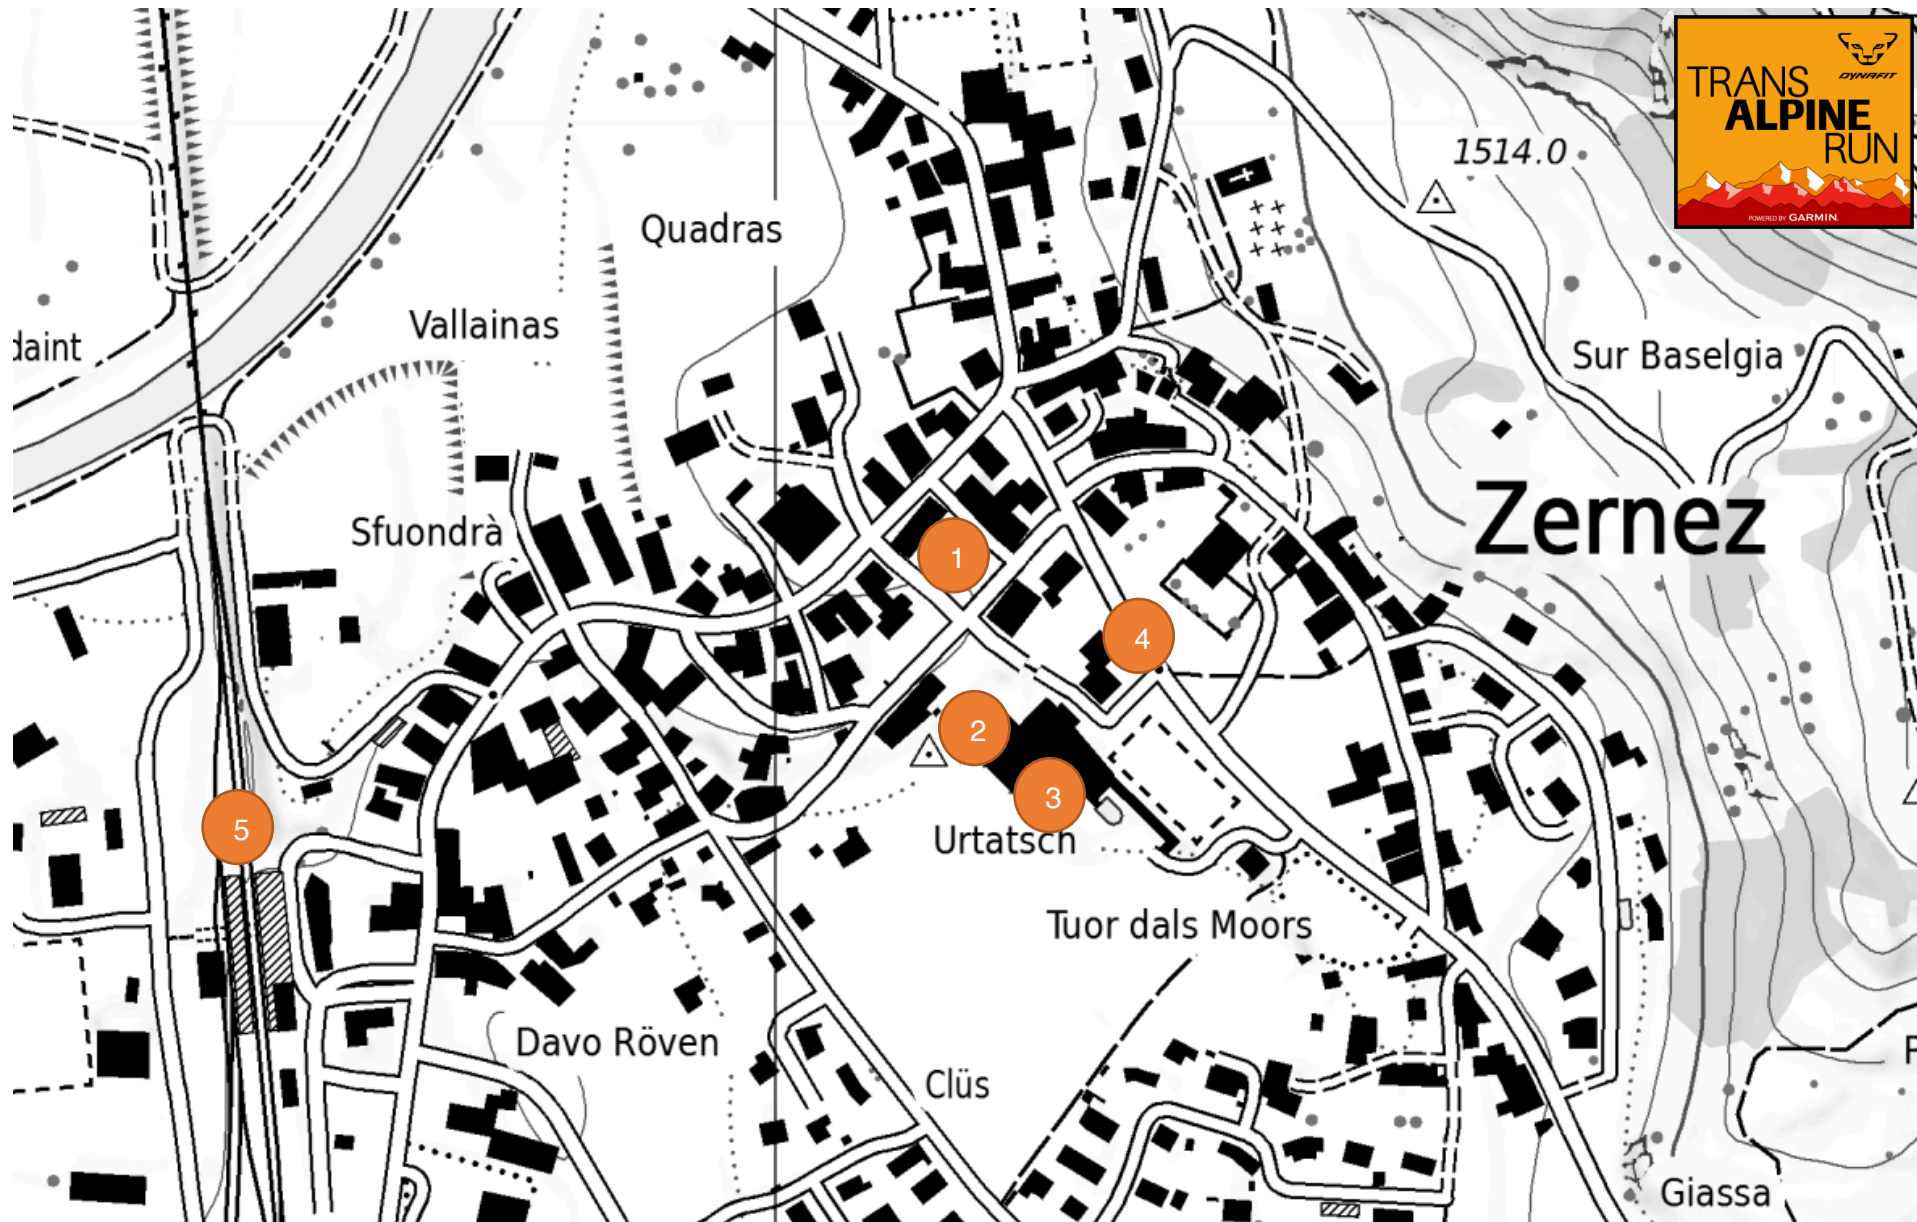 DYNAFIT
TRANS
ALPINE
RUN
POWERED BY GARMIN.
1514.0
Quadras
Vallainas
daint
Sur Baselgia
Zernez
Sfuondrà
1
4
2
3
5
Urtatsch
Tuor dals Moors
Davo Röven
Clüs
Giassa